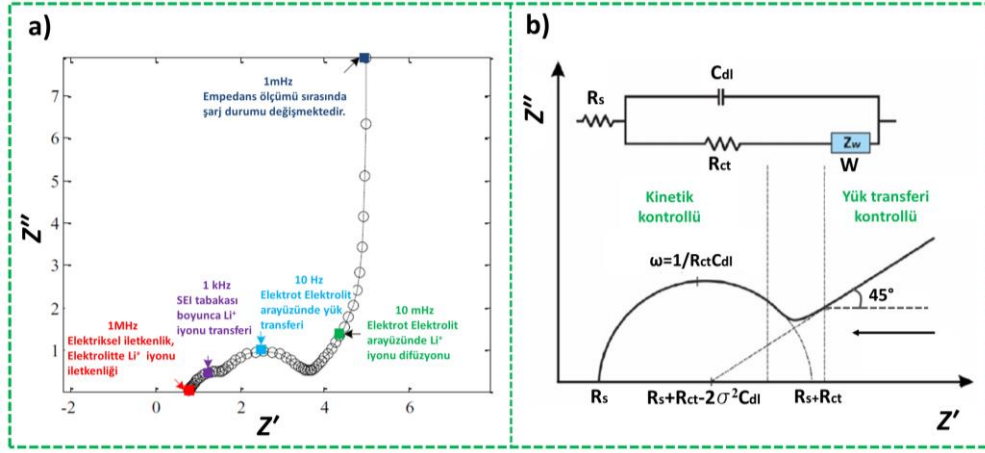 a)
Z''
7
6
5
4
3
2
1
-2
0
2
4
6
Z'
1mHz
Empedans ölçümü sırasında
şarj durumu değişmektedir.
1 kHz
SEI tabakası
boyunca Li⁺
iyonu transferi
10 Hz
Elektrot Elektrolit
arayüzünde yük
transferi
10 mHz
Elektrot Elektrolit
arayüzünde Li⁺
iyonu difüzyonu
1MHz
Elektriksel iletkenlik,
Elektrolitte Li⁺ iyonu
iletkenliği
b)
Z''
Rs
Cdl
Rct
Zw
W
Kinetik
kontrollü
Yük transferi
kontrollü
ω=1/RctCdl
45°
Rs
Rs+Rct-2σ²Cdl
Rs+Rct
Z'